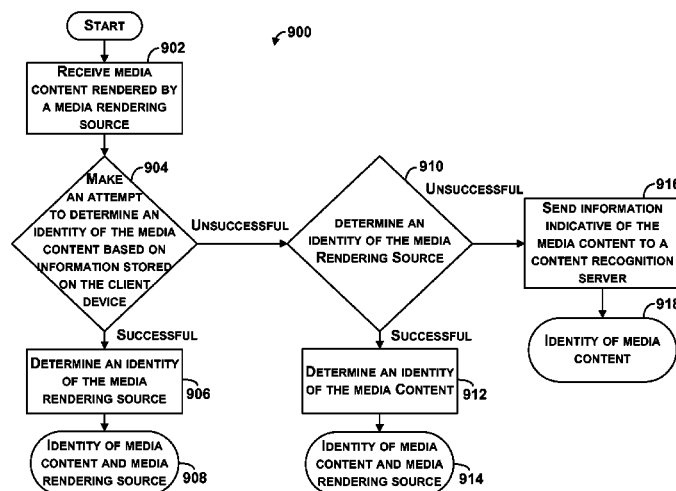 START
900
902
RECEIVE MEDIA
CONTENT RENDERED BY
A MEDIA RENDERING
SOURCE
904
MAKE
AN ATTEMPT
TO DETERMINE AN
IDENTITY OF THE MEDIA
CONTENT BASED ON
INFORMATION STORED
ON THE CLIENT
DEVICE
UNSUCCESSFUL
910
DETERMINE AN
IDENTITY OF THE MEDIA
RENDERING SOURCE
UNSUCCESSFUL
916
SEND INFORMATION
INDICATIVE OF THE
MEDIA CONTENT TO A
CONTENT RECOGNITION
SERVER
918
IDENTITY OF MEDIA
CONTENT
SUCCESSFUL
DETERMINE AN IDENTITY
OF THE MEDIA
RENDERING SOURCE
906
IDENTITY OF MEDIA
CONTENT AND MEDIA
RENDERING SOURCE
908
SUCCESSFUL
DETERMINE AN IDENTITY
OF THE MEDIA CONTENT
912
IDENTITY OF MEDIA
CONTENT AND MEDIA
RENDERING SOURCE
914